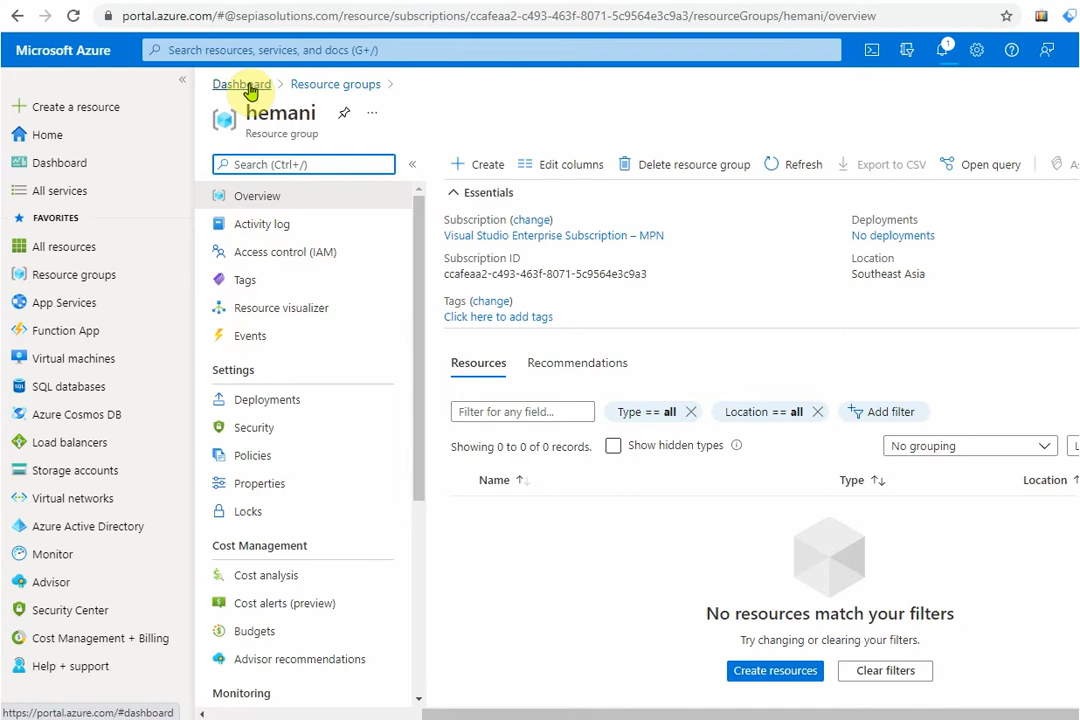 portal.azure.com/#@sepiasolutions.com/resource/subscriptions/ccafeaa2-c493-463f-8071-5c9564e3c9a3/resourceGroups/hemani/overview
Microsoft Azure
Search resources, services, and docs (G+/)
1
Create a resource
Home
Dashboard
All services
FAVORITES
All resources
Resource groups
App Services
Function App
Virtual machines
SQL databases
Azure Cosmos DB
Load balancers
Storage accounts
Virtual networks
Azure Active Directory
Monitor
Advisor
Security Center
Cost Management + Billing
Help + support
https://portal.azure.com/#dashboard
Dashboard > Resource groups >
hemani
Resource group
Search (Ctrl+/)
Overview
Activity log
Access control (IAM)
Tags
Resource visualizer
Events
Settings
Deployments
Security
Policies
Properties
Locks
Cost Management
Cost analysis
Cost alerts (preview)
Budgets
Advisor recommendations
Monitoring
Create Edit columns Delete resource group Refresh Export to CSV Open query
Essentials
Subscription (change)
Visual Studio Enterprise Subscription – MPN
Subscription ID
ccafeaa2-c493-463f-8071-5c9564e3c9a3
Tags (change)
Click here to add tags
Deployments
No deployments
Location
Southeast Asia
Resources Recommendations
Filter for any field... Type == all Location == all Add filter
Showing 0 to 0 of 0 records. Show hidden types No grouping
Name Type Location
No resources match your filters
Try changing or clearing your filters.
Create resources Clear filters